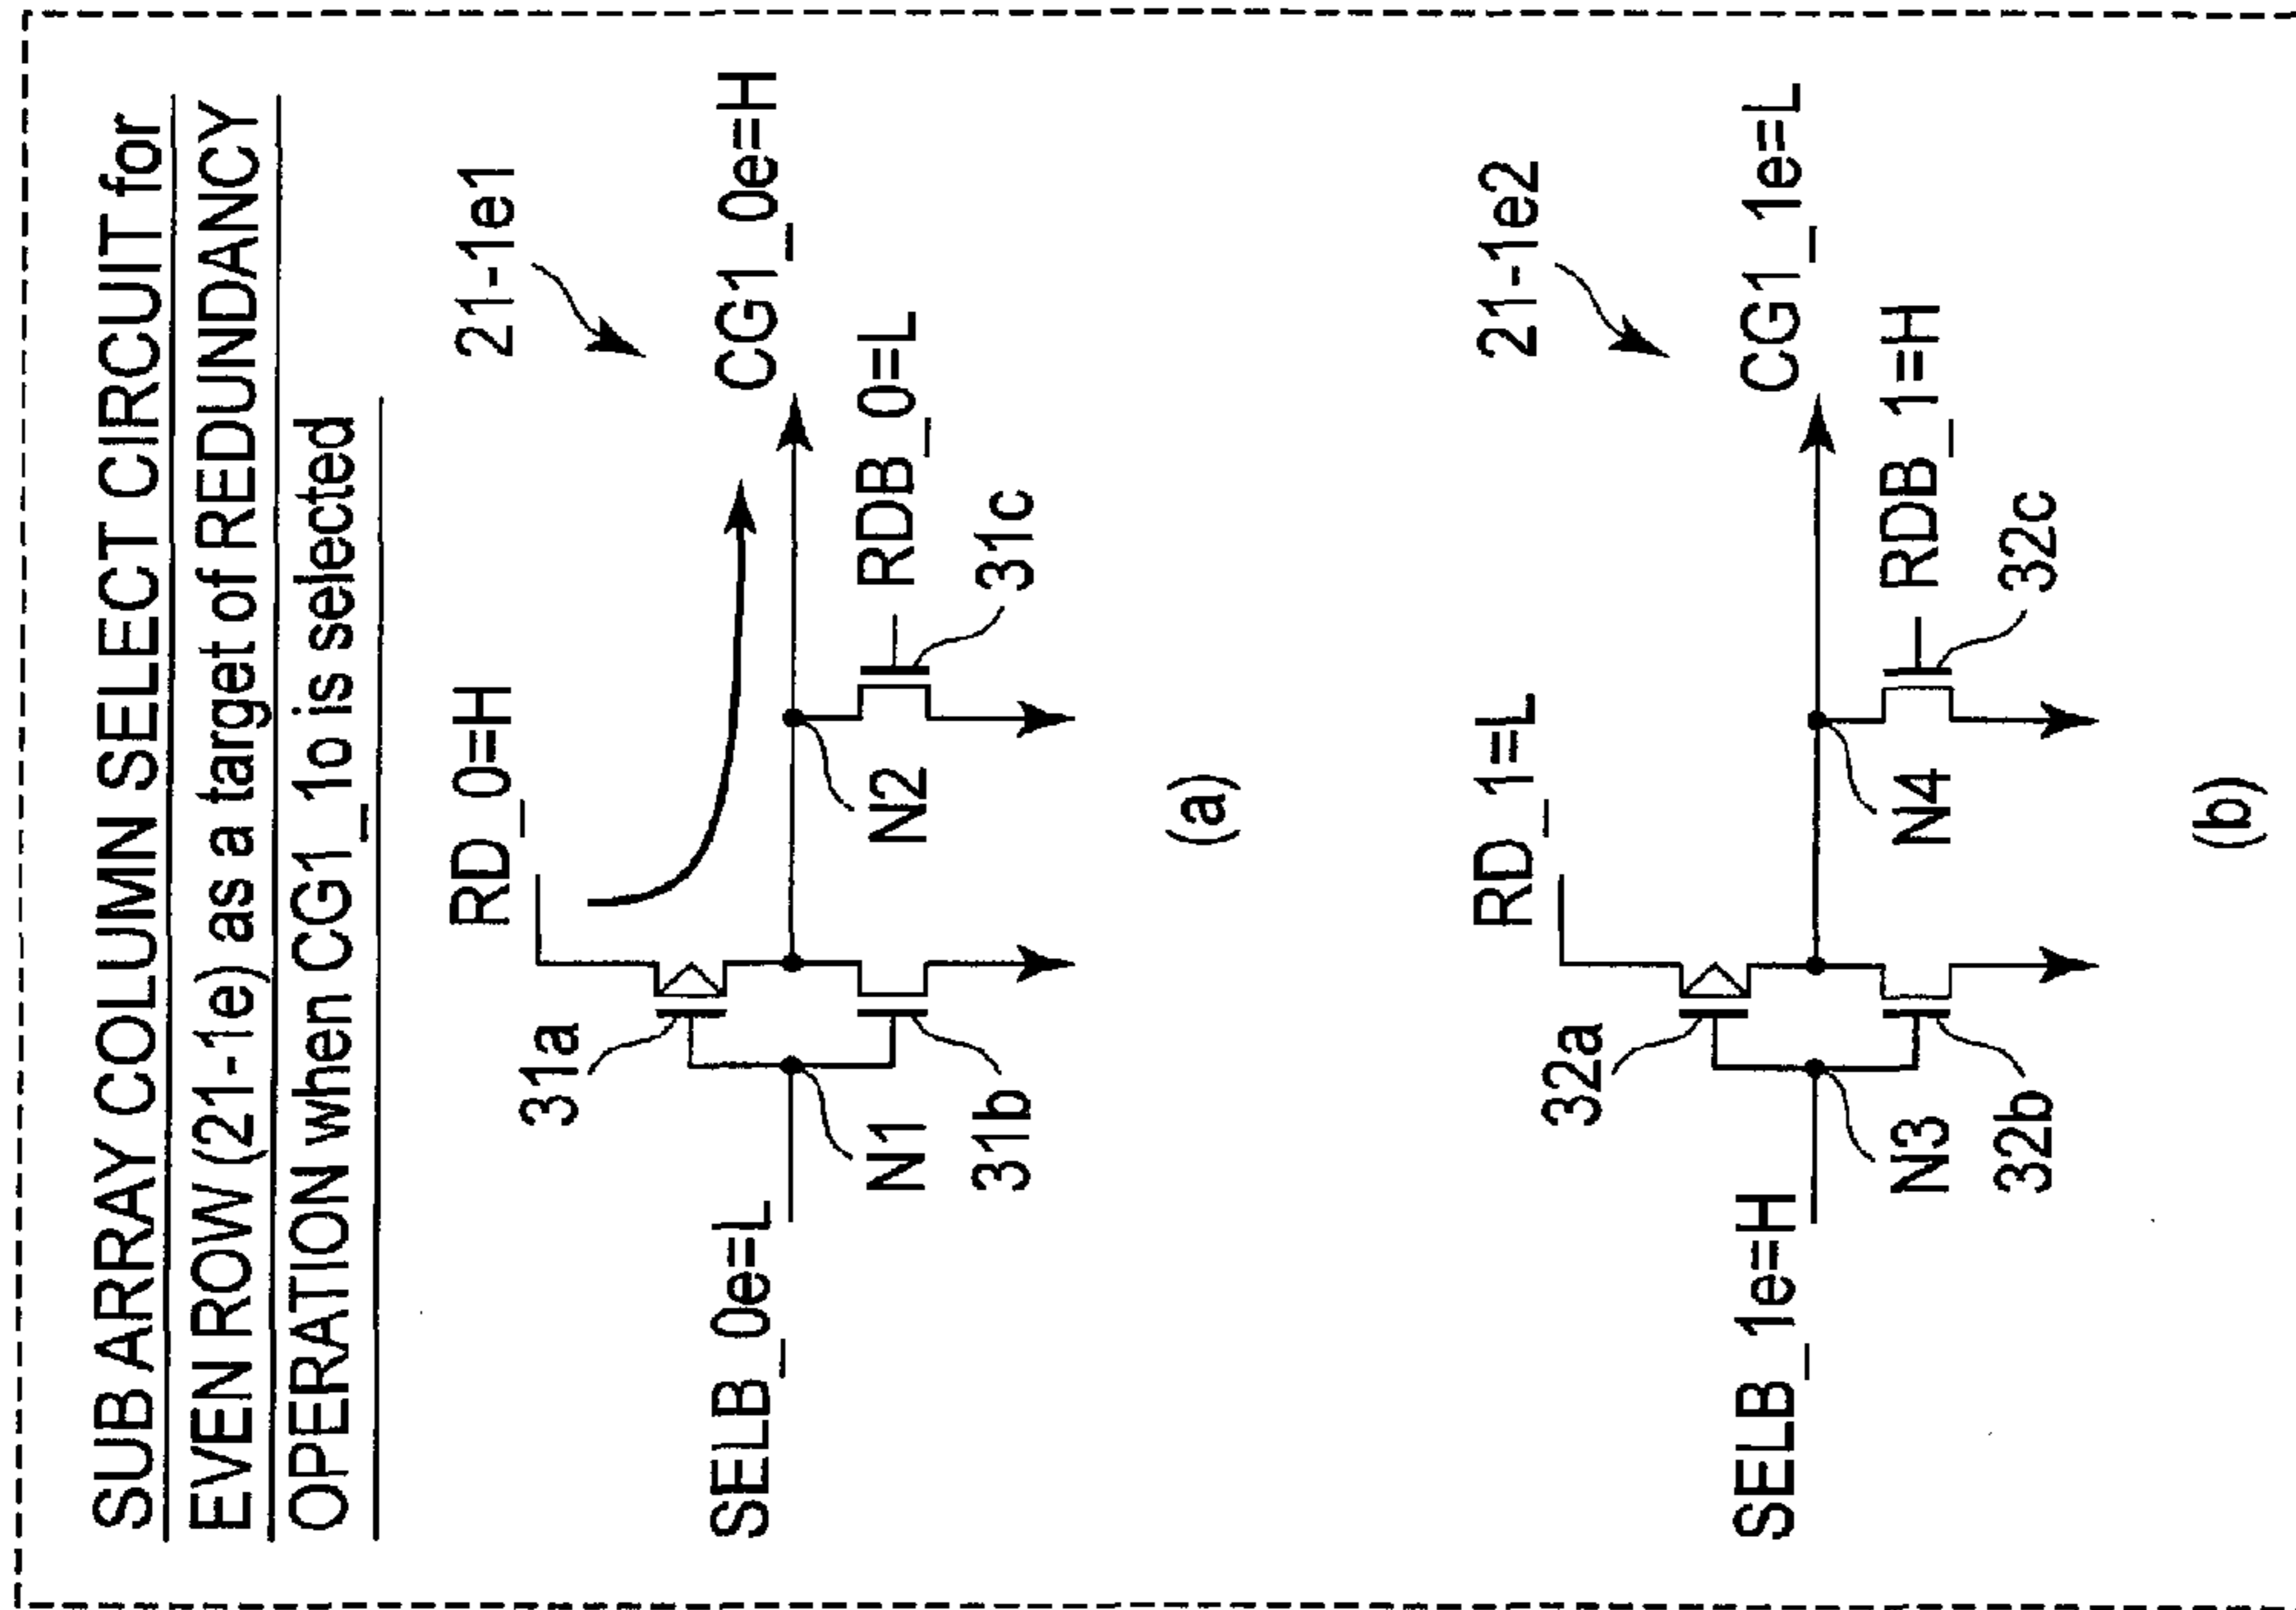 SUB ARRAY COLUMN SELECT CIRCUIT for
EVEN ROW (21-1e) as a target of REDUNDANCY
OPERATION when CG1_1o is selected
21-1e1
RD_0=H
31a
SELB_0e=L
CG1_0e=H
N1
N2
RDB_0=L
31b
31c
(a)
21-1e2
RD_1=L
32a
SELB_1e=H
CG1_1e=L
N3
N4
RDB_1=H
32b
32c
(b)